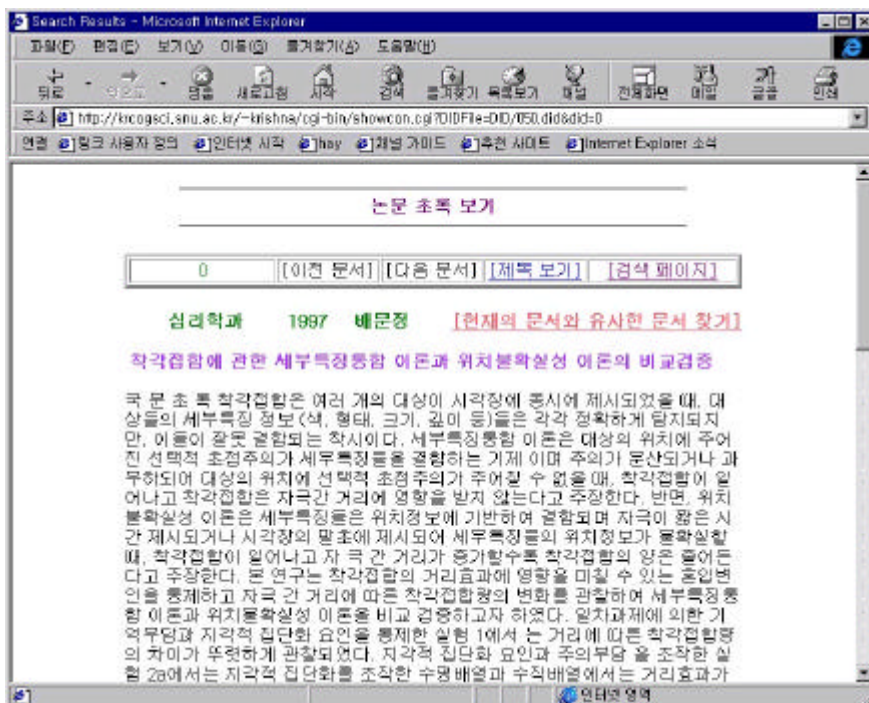 Search Results - Microsoft Internet Explorer
파일(F) 편집(E) 보기(V) 이동(G) 즐겨찾기(A) 도움말(H)
뒤로 앞으로 멈춤 새로고침 시작 검색 즐겨찾기 목록보기 채널 전체화면 메일 글꼴 인쇄
주소 http://krcogsci.snu.ac.kr/~krishna/cgi-bin/showcon.cgi?DIDFile=DID/050.did&did=0
연결 링크 사용자 정의 인터넷 시작 hoy 채널 가이드 추천 사이트 Internet Explorer 소식
논문 초록 보기
0 [이전 문서] [다음 문서] [제목 보기] [검색 페이지]
심리학과 1997 배문정 [현재의 문서와 유사한 문서 찾기]
착각접합에 관한 세부특징통합 이론과 위치불확실성 이론의 비교검증
국 문 초 록 착각접합은 여러 개의 대상이 시각장에 동시에 제시되었을 때, 대
상들의 세부특징 정보(색, 형태, 크기, 깊이 등)들은 각각 정확하게 탐지되지
만, 이들이 잘못 결합되는 착시이다. 세부특징통합 이론은 대상의 위치에 주어
진 선택적 초점주의가 세부특징들을 결합하는 기제 이며 주의가 분산되거나 과
부하되어 대상의 위치에 선택적 초점주의가 주어질 수 없을 때, 착각접합이 일
어나고 착각접합은 자극간 거리에 영향을 받지 않는다고 주장한다. 반면, 위치
불확실성 이론은 세부특징들은 위치정보에 기반하여 결합되며 자극이 짧은 시
간 제시되거나 시각장의 말초에 제시되어 세부특징들의 위치정보가 불확실할
때, 착각접합이 일어나고 자 극 간 거리가 증가할수록 착각접합의 양은 줄어든
다고 주장한다. 본 연구는 착각접합의 거리효과에 영향을 미칠 수 있는 혼입변
인을 통제하고 자극 간 거리에 따른 착각접합량의 변화를 관찰하여 세부특징통
합 이론과 위치불확실성 이론을 비교 검증하고자 하였다. 일차과제에 의한 기
억부담과 지각적 집단화 요인을 통제한 실험 1에서 는 거리에 따른 착각접합량
의 차이가 뚜렷하게 관찰되었다. 지각적 집단화 요인과 주의부담 을 조작한 실
험 2a에서는 지각적 집단화를 조작한 수평배열과 수직배열에서는 거리효과가
인터넷 영역